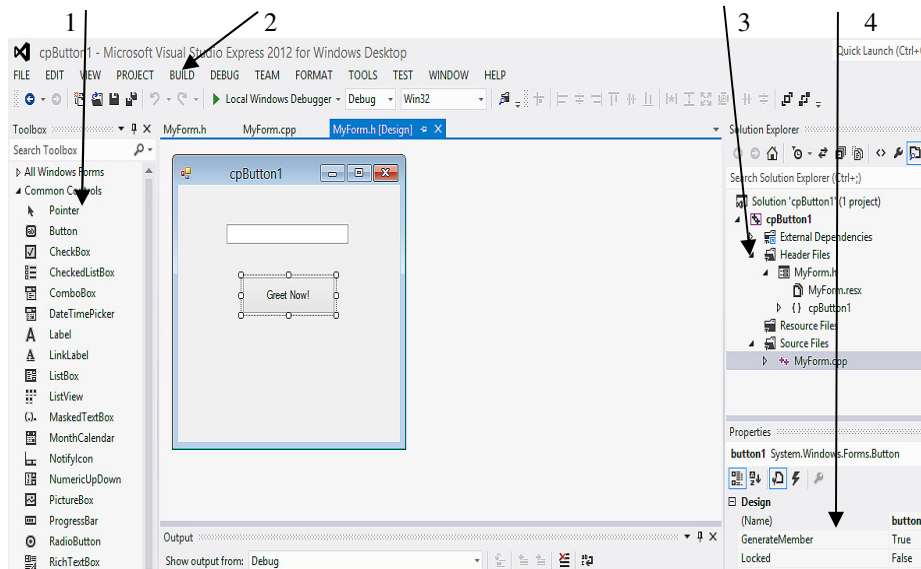 1 2 3 4
cpButton1 - Microsoft Visual Studio Express 2012 for Windows Desktop
Quick Launch (Ctrl+
FILE EDIT VIEW PROJECT BUILD DEBUG TEAM FORMAT TOOLS TEST WINDOW HELP
Local Windows Debugger Debug Win32
Toolbox
MyForm.h MyForm.cpp MyForm.h [Design]
Solution Explorer
Search Toolbox
All Windows Forms
Common Controls
Pointer
Button
CheckBox
CheckedListBox
ComboBox
DateTimePicker
Label
LinkLabel
ListBox
ListView
MaskedTextBox
MonthCalendar
NotifyIcon
NumericUpDown
PictureBox
ProgressBar
RadioButton
RichTextBox
cpButton1
Greet Now!
Output
Show output from: Debug
Search Solution Explorer (Ctrl+;)
Solution 'cpButton1' (1 project)
cpButton1
External Dependencies
Header Files
MyForm.h
MyForm.resx
{ } cpButton1
Resource Files
Source Files
MyForm.cpp
Properties
button1 System.Windows.Forms.Button
Design
(Name) button
GenerateMember True
Locked False